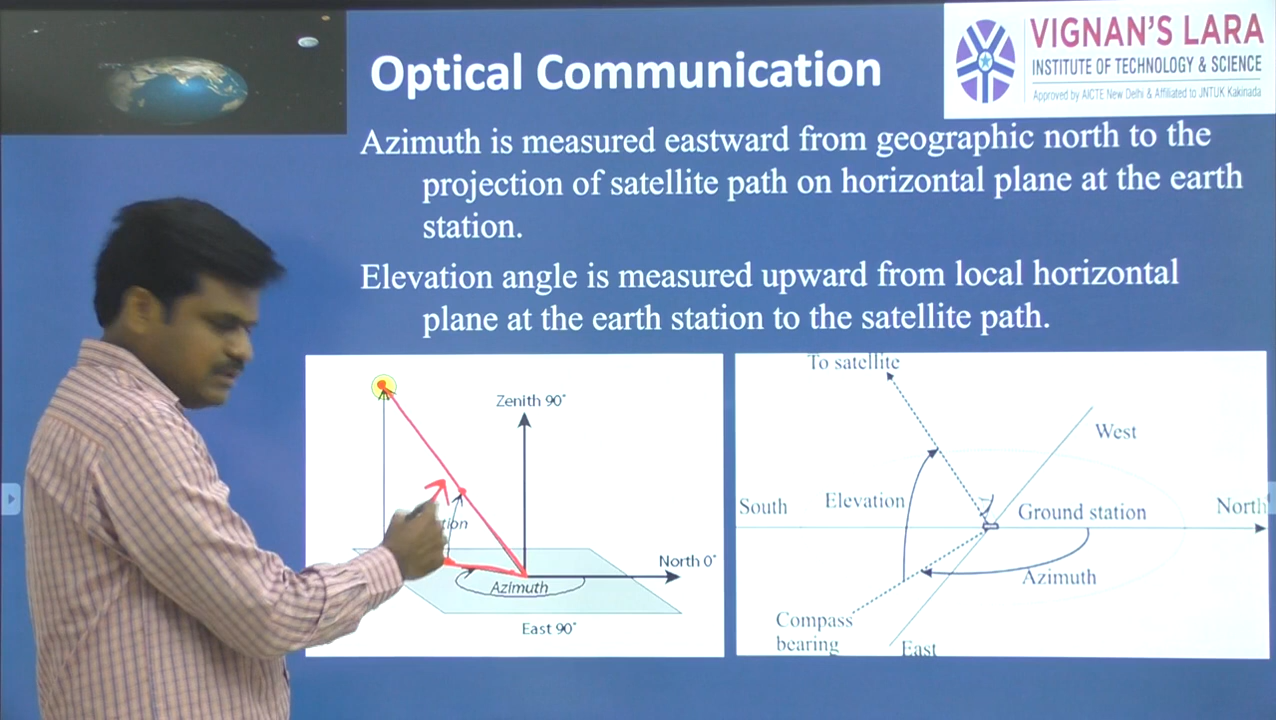 Optical Communication
VIGNAN'S LARA
INSTITUTE OF TECHNOLOGY & SCIENCE
Approved by AICTE New Delhi & Affiliated to JNTUK Kakinada
Azimuth is measured eastward from geographic north to the
projection of satellite path on horizontal plane at the earth
station.
Elevation angle is measured upward from local horizontal
plane at the earth station to the satellite path.
Zenith 90°
North 0°
Azimuth
East 90°
To satellite
West
South
Elevation
Ground station
North
Azimuth
Compass
bearing
East